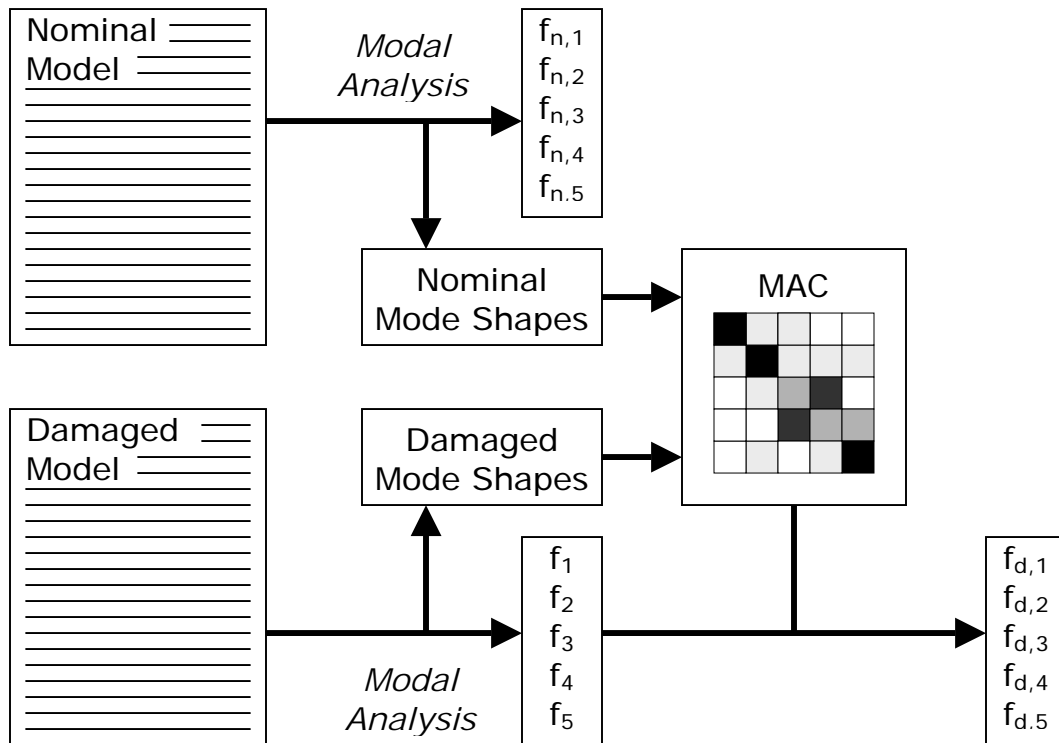 Nominal
Model
Modal
Analysis
f_{n,1}
f_{n,2}
f_{n,3}
f_{n,4}
f_{n.5}
Nominal
Mode Shapes
MAC
Damaged
Model
Damaged
Mode Shapes
Modal
Analysis
f_1
f_2
f_3
f_4
f_5
f_{d,1}
f_{d,2}
f_{d,3}
f_{d,4}
f_{d.5}